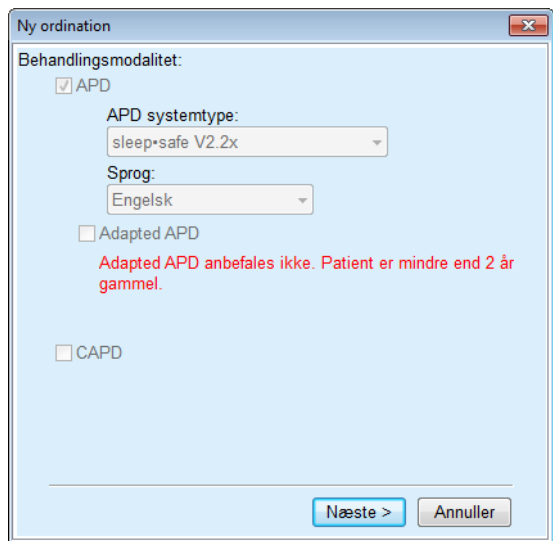 Ny ordination
Behandlingsmodalitet:
APD
APD systemtype:
sleep•safe V2.2x
Sprog:
Engelsk
Adapted APD
Adapted APD anbefales ikke. Patient er mindre end 2 år
gammel.
CAPD
Næste >
Annuller